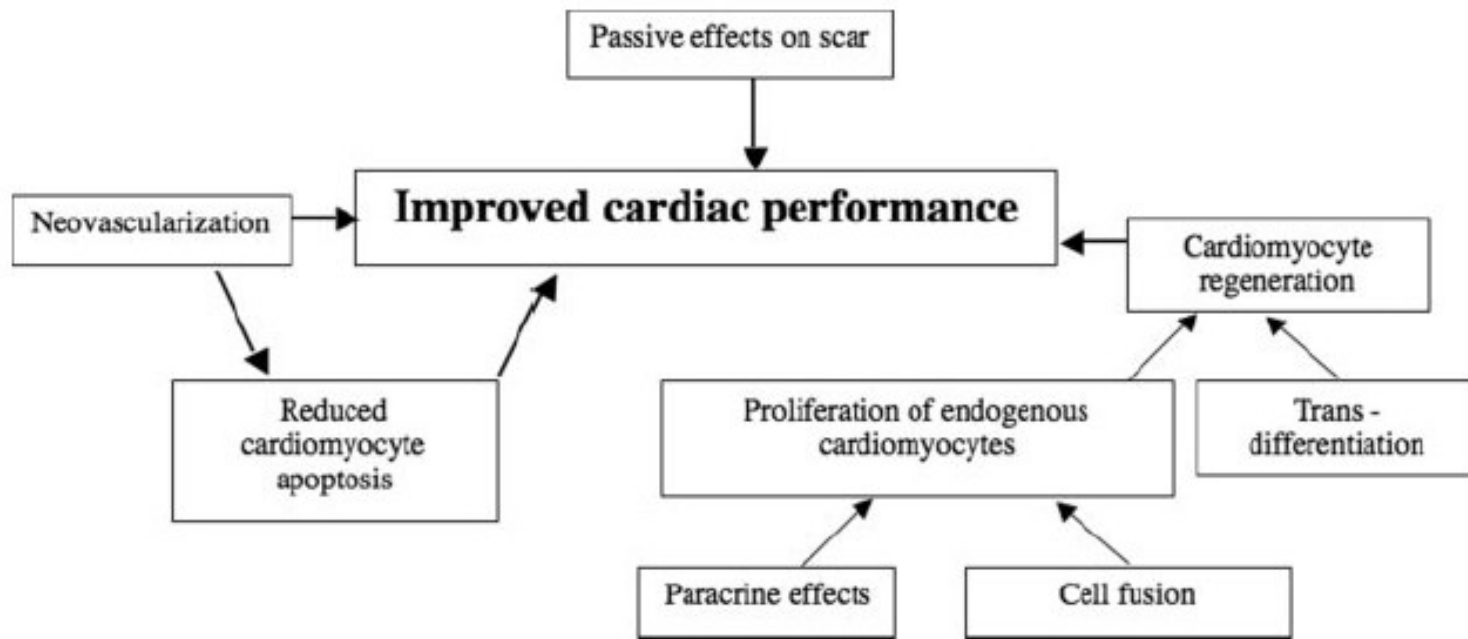 Passive effects on scar
Improved cardiac performance
Neovascularization
Cardiomyocyte
regeneration
Reduced
cardiomyocyte
apoptosis
Proliferation of endogenous
cardiomyocytes
Trans -
differentiation
Paracrine effects
Cell fusion